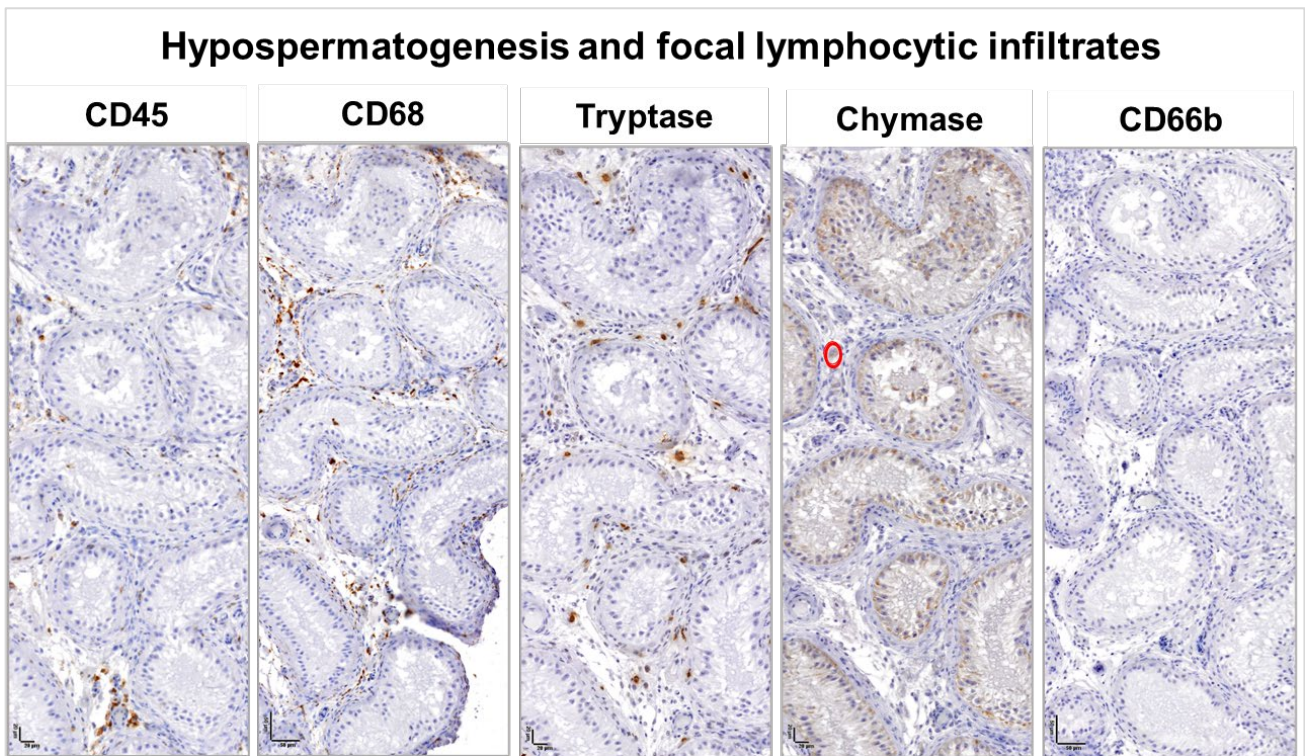 Hypospermatogenesis and focal lymphocytic infiltrates
CD45
CD68
Tryptase
Chymase
CD66b